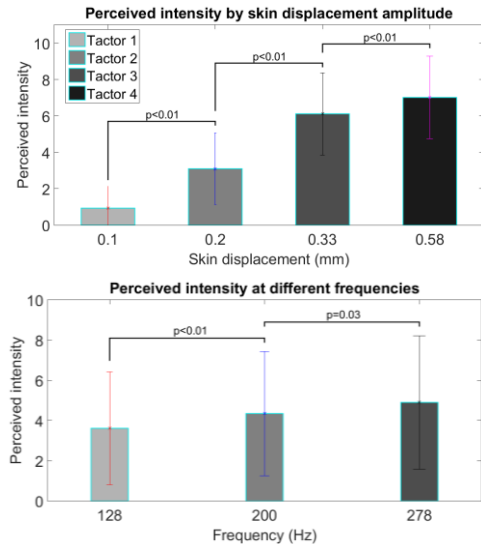 Perceived intensity by skin displacement amplitude
Perceived intensity
10
8
6
4
2
0
Tactor 1
Tactor 2
Tactor 3
Tactor 4
p<0.01
p<0.01
p<0.01
0.1 0.2 0.33 0.58
Skin displacement (mm)
Perceived intensity at different frequencies
Perceived intensity
10
8
6
4
2
0
p<0.01
p=0.03
128 200 278
Frequency (Hz)